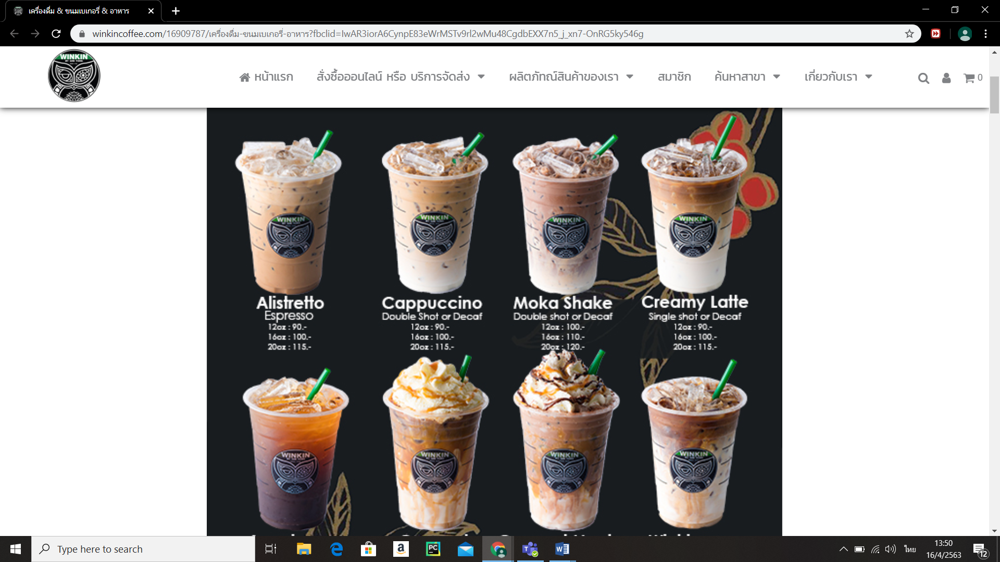 เครื่องดื่ม & ขนมเบเกอรี่ & อาหาร
winkincoffee.com/16909787/เครื่องดื่ม-ขนมเบเกอรี่-อาหาร?fbclid=IwAR3iorA6CynpE83eWrMSTv9rl2wMu48CgdbEXX7n5_j_xn7-OnRG5ky546g
WINKIN
หน้าแรก
สั่งซื้อออนไลน์ หรือ บริการจัดส่ง
ผลิตภัทณ์สินค้าของเรา
สมาชิก
ค้นหาสาขา
เกี่ยวกับเรา
0
WINKIN
WINKIN
WINKIN
WINKIN
Alistretto
Espresso
12oz : 90.-
16oz : 100.-
20oz : 115.-
Cappuccino
Double Shot or Decaf
12oz : 90.-
16oz : 100.-
20oz : 115.-
Moka Shake
Double shot or Decaf
12oz : 100.-
16oz : 110.-
20oz : 120.-
Creamy Latte
Single shot or Decaf
12oz : 90.-
16oz : 100.-
20oz : 115.-
WINKIN
WINKIN
WINKIN
WINKIN
Type here to search
a
PC
T
W
ไทย
13:50
16/4/2563
12